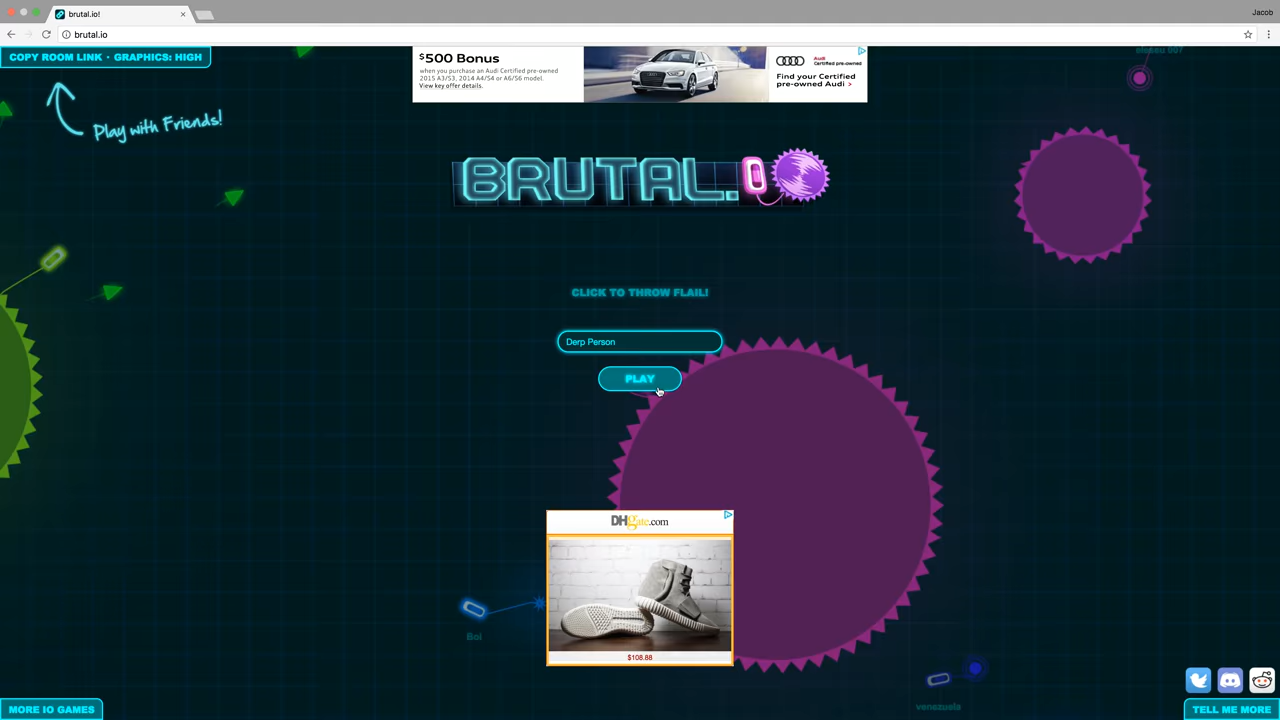 brutal.io!
Jacob
brutal.io
COPY ROOM LINK · GRAPHICS: HIGH
Play with Friends!
$500 Bonus
when you purchase an Audi Certified pre-owned
2015 A3/S3, 2014 A4/S4 or A6/S6 model.
View key offer details.
Audi
Certified pre-owned
Find your Certified
pre-owned Audi >
BRUTAL.IO
CLICK TO THROW FLAIL!
Derp Person
PLAY
DHgate.com
$108.88
Boi
venezuela
MORE IO GAMES
TELL ME MORE